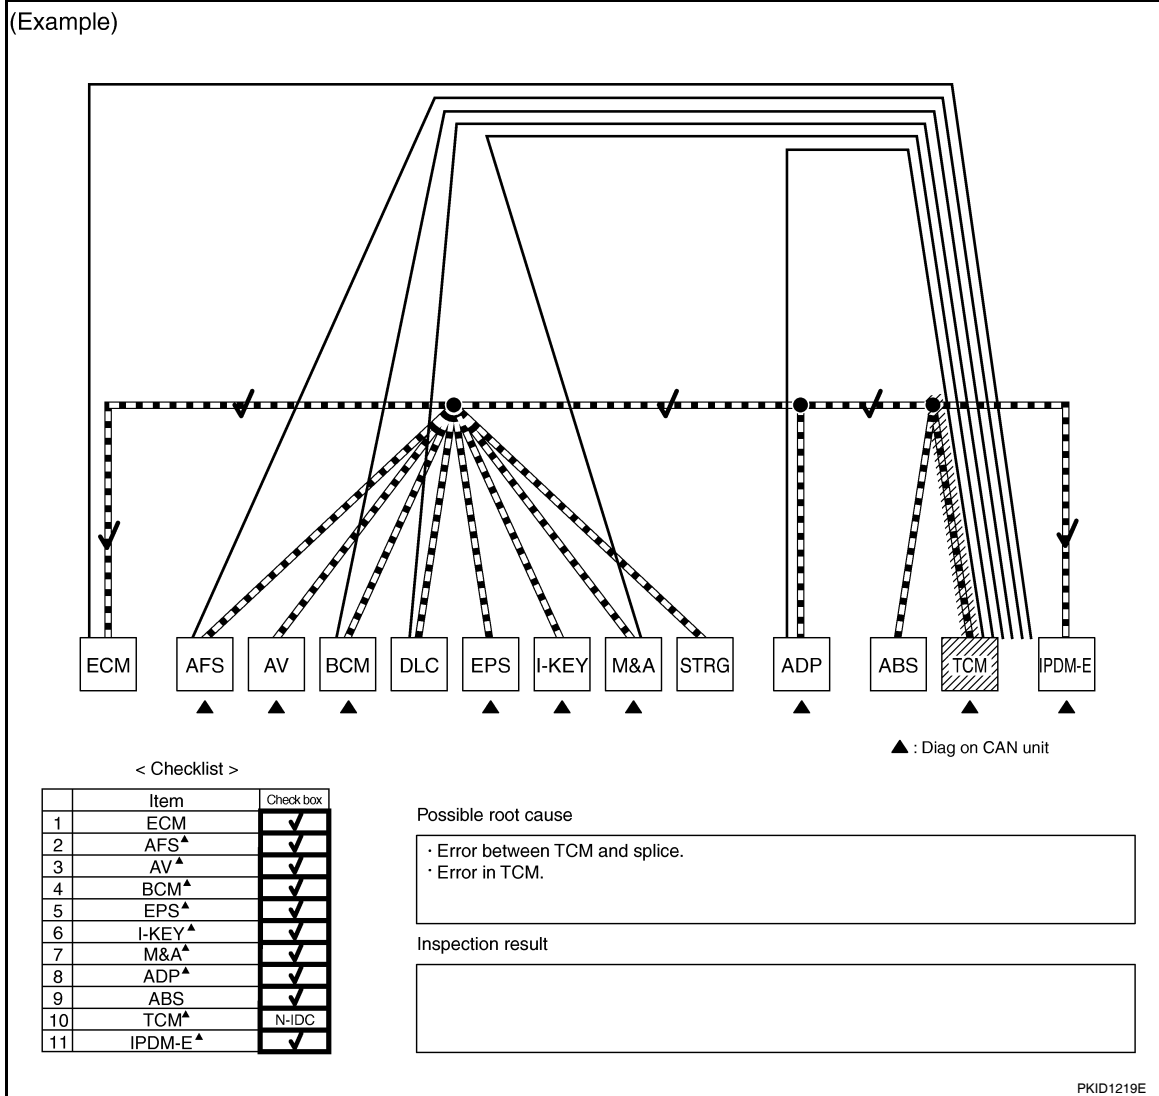 (Example)
ECM AFS AV BCM DLC EPS I-KEY M&A STRG ADP ABS TCM IPDM-E
▲ : Diag on CAN unit
< Checklist >
Item Check box
1 ECM ✓
2 AFS▲ ✓
3 AV▲ ✓
4 BCM▲ ✓
5 EPS▲ ✓
6 I-KEY▲ ✓
7 M&A▲ ✓
8 ADP▲ ✓
9 ABS ✓
10 TCM▲ N-IDC
11 IPDM-E▲ ✓
Possible root cause
· Error between TCM and splice.
· Error in TCM.
Inspection result
PKID1219E